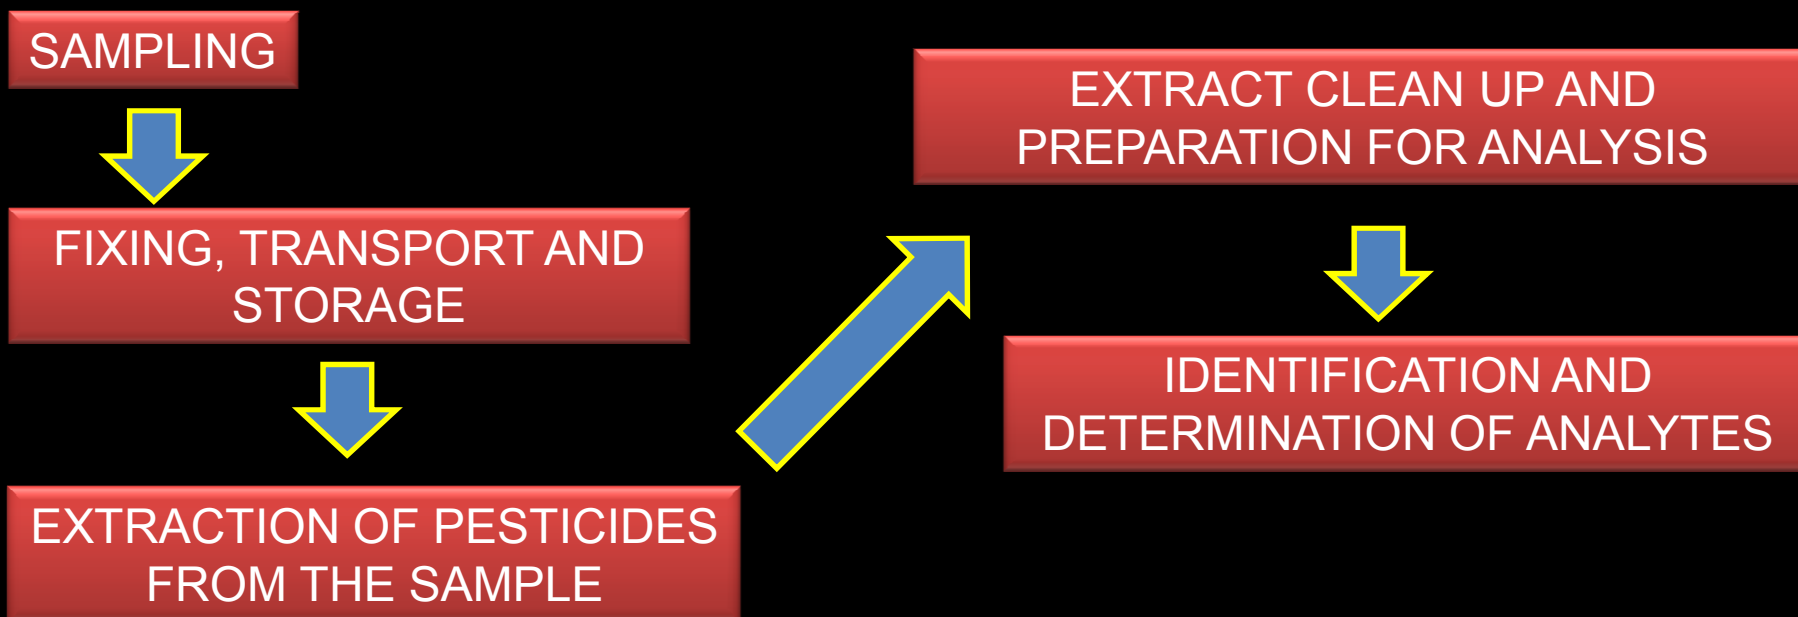 SAMPLING
FIXING, TRANSPORT AND
STORAGE
EXTRACTION OF PESTICIDES
FROM THE SAMPLE
EXTRACT CLEAN UP AND
PREPARATION FOR ANALYSIS
IDENTIFICATION AND
DETERMINATION OF ANALYTES